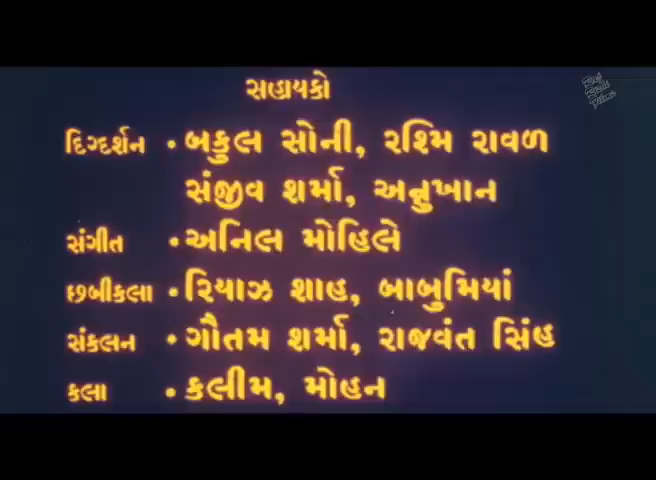 સહાયકો
દિગ્દર્શન • બકુલ સોની, રશ્મિ રાવળ
સંજીવ શર્મા, અન્નુખાન
સંગીત • અનિલ મોહિલે
છબીકલા • રિયાઝ શાહ, બાબુમિયાં
સંકલન • ગૌતમ શર્મા, રાજવંત સિંહ
કલા • કલીમ, મોહન